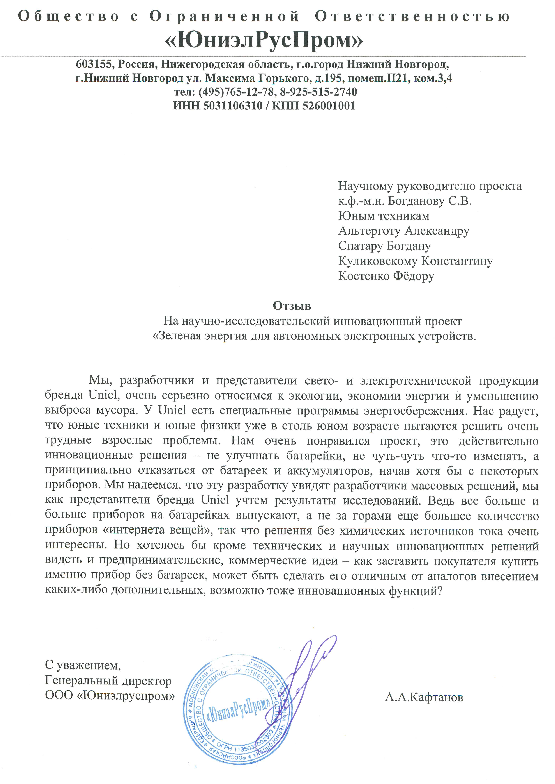 Общество с Ограниченной Ответственностью
«ЮниэлРусПром»
603155, Россия, Нижегородская область, г.о.город Нижний Новгород,
г.Нижний Новгород ул. Максима Горького, д.195, помещ.П21, ком.3,4
тел: (495)765-12-78, 8-925-515-2740
ИНН 5031106310 / КПП 526001001
Научному руководителю проекта
к.ф.-м.н. Богданову С.В.
Юным техникам
Альтерготу Александру
Спатару Богдану
Куликовскому Константину
Костенко Фёдору
Отзыв
На научно-исследовательский инновационный проект
«Зеленая энергия для автономных электронных устройств.
Мы, разработчики и представители свето- и электротехнической продукции
бренда Uniel, очень серьезно относимся к экологии, экономии энергии и уменьшению
выброса мусора. У Uniel есть специальные программы энергосбережения. Нас радует,
что юные техники и юные физики уже в столь юном возрасте пытаются решить очень
трудные взрослые проблемы. Нам очень понравился проект, это действительно
инновационные решения – не улучшать батарейки, не чуть-чуть что-то изменять, а
принципиально отказаться от батареек и аккумуляторов, начав хотя бы с некоторых
приборов. Мы надеемся, что эту разработку увидят разработчики массовых решений, мы
как представители бренда Uniel учтем результаты исследований. Ведь все больше и
больше приборов на батарейках выпускают, а не за горами еще большее количество
приборов «интернета вещей», так что решения без химических источников тока очень
интересны. Но хотелось бы кроме технических и научных инновационных решений
видеть и предпринимательские, коммерческие идеи – как заставить покупателя купить
именно прибор без батареек, может быть сделать его отличным от аналогов внесением
каких-либо дополнительных, возможно тоже инновационных функций?
С уважением,
Генеральный директор
ООО «Юниэлруспром»
А.А.Кафтанов
«ЮниэлРусПром»